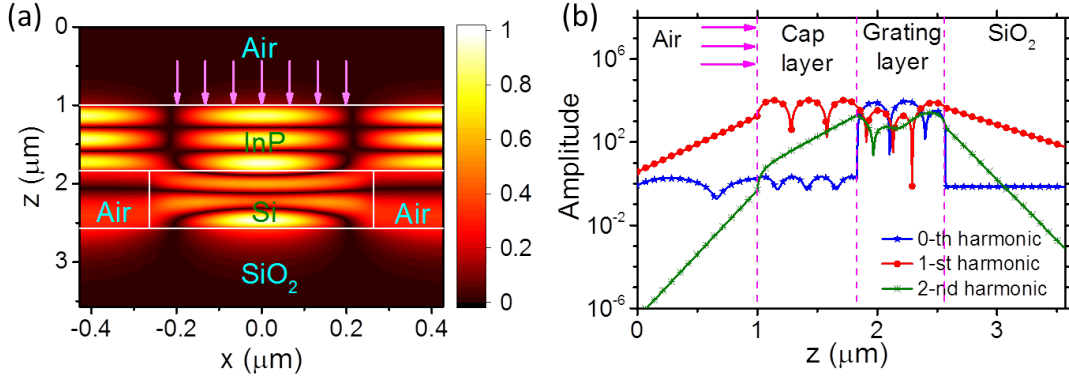 (a)
0
1
2
3
z (μm)
Air
InP
Air
Si
Air
SiO2
-0.4
-0.2
0.0
0.2
0.4
x (μm)
1
0.8
0.6
0.4
0.2
0
(b)
10^6
10^2
10^-2
10^-6
Amplitude
Air
Cap
layer
Grating
layer
SiO2
0-th harmonic
1-st harmonic
2-nd harmonic
0
1
2
3
z (μm)